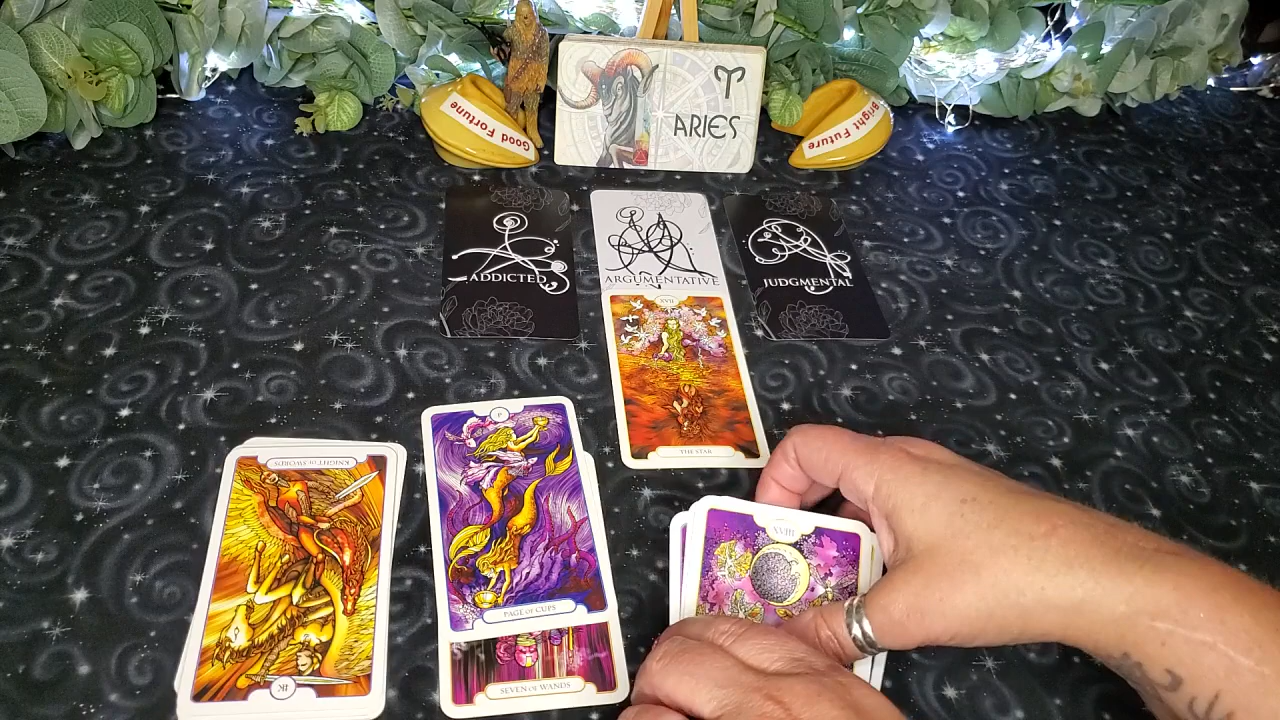 Good Fortune
ARIES
Bright Future
ADDICTED
ARGUMENTATIVE
JUDGMENTAL
XVII
THE STAR
KNIGHT OF SWORDS
K
P
PAGE OF CUPS
SEVEN OF WANDS
XVIII